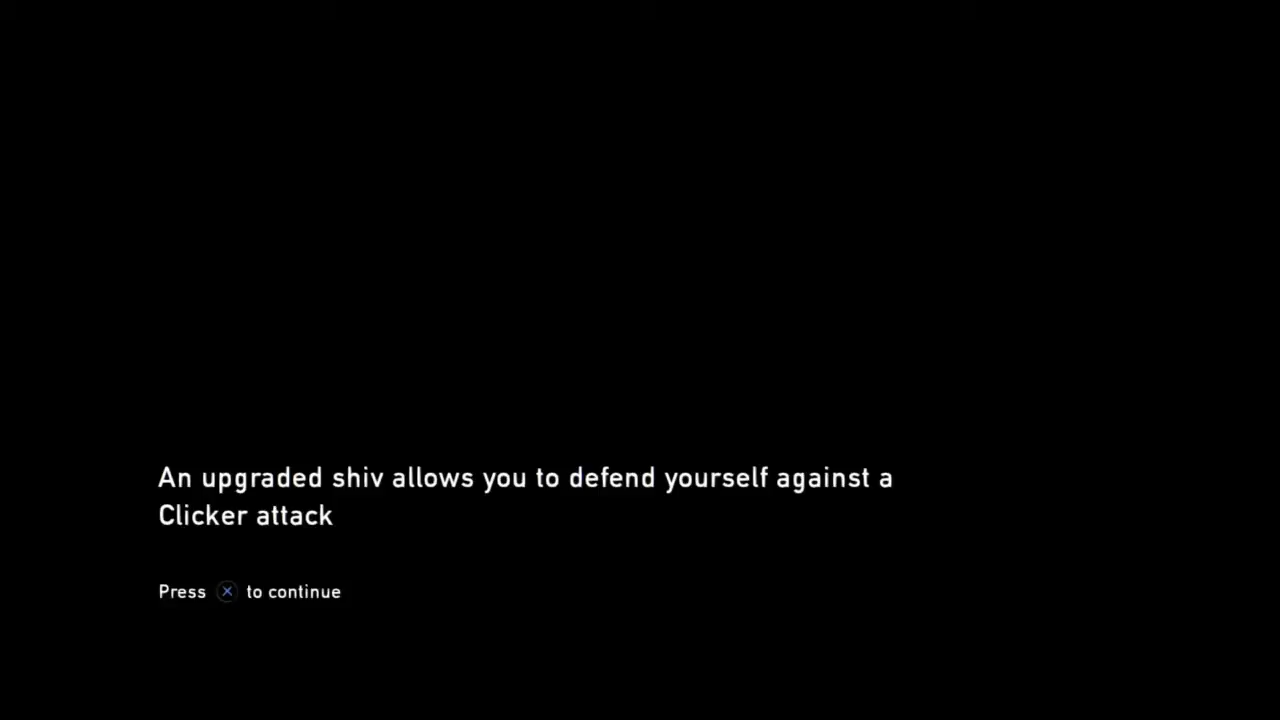 An upgraded shiv allows you to defend yourself against a
Clicker attack
Press ✕ to continue